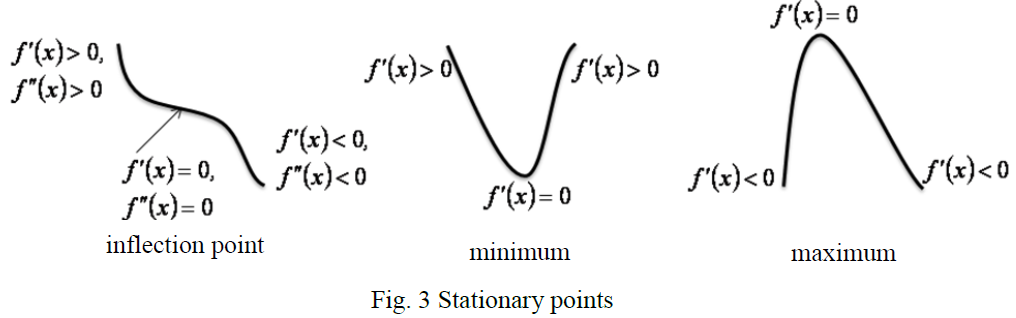 f'(x)> 0,
f"(x)> 0
f'(x)= 0,
f"(x)= 0
f'(x)< 0,
f"(x)<0
inflection point
f'(x)> 0
f'(x)> 0
f'(x)= 0
minimum
f'(x)= 0
f'(x)<0
f'(x)<0
maximum
Fig. 3 Stationary points